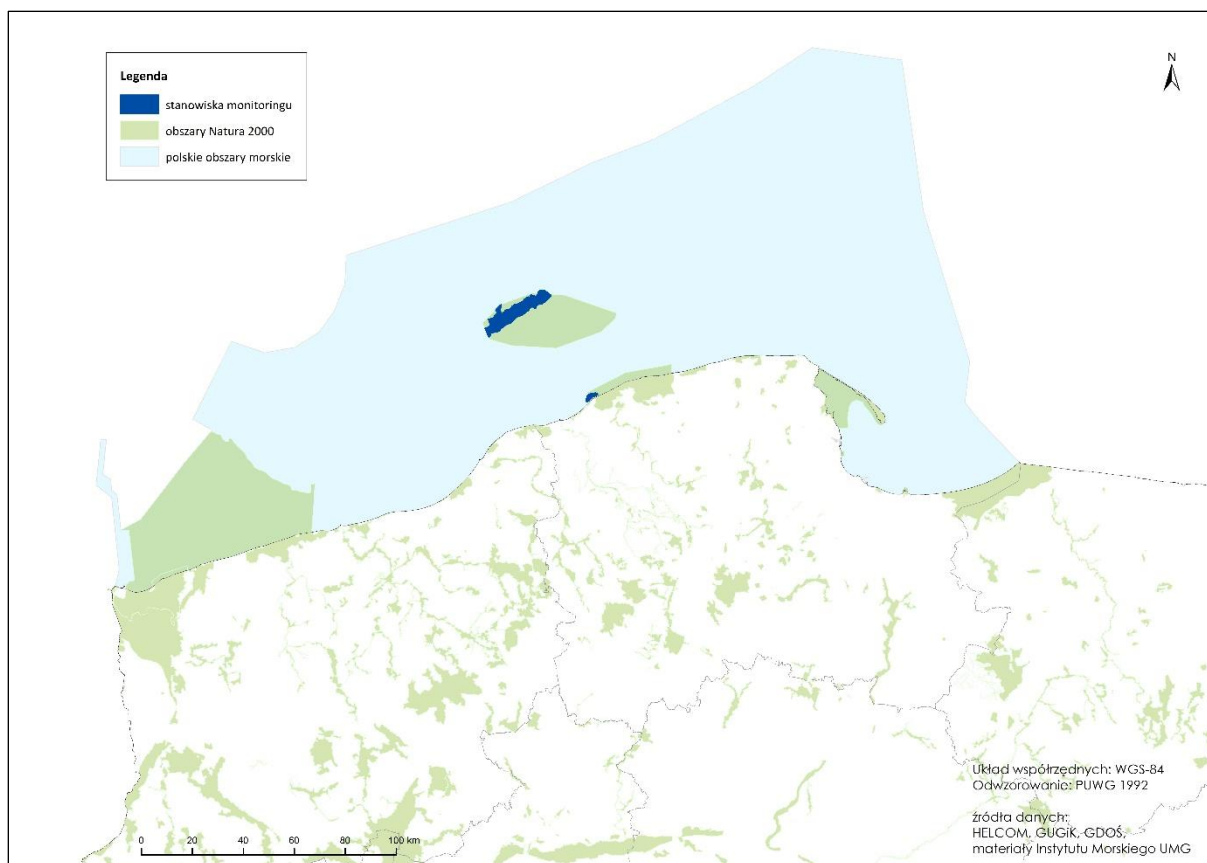 Legenda
stanowiska monitoringu
obszary Natura 2000
polskie obszary morskie
N
Układ współrzędnych: WGS-84
Odwzorowanie: PUWG 1992
źródła danych:
HELCOM, GUGiK, GDOŚ,
materiały Instytutu Morskiego UMG
0 20 40 60 80 100 km